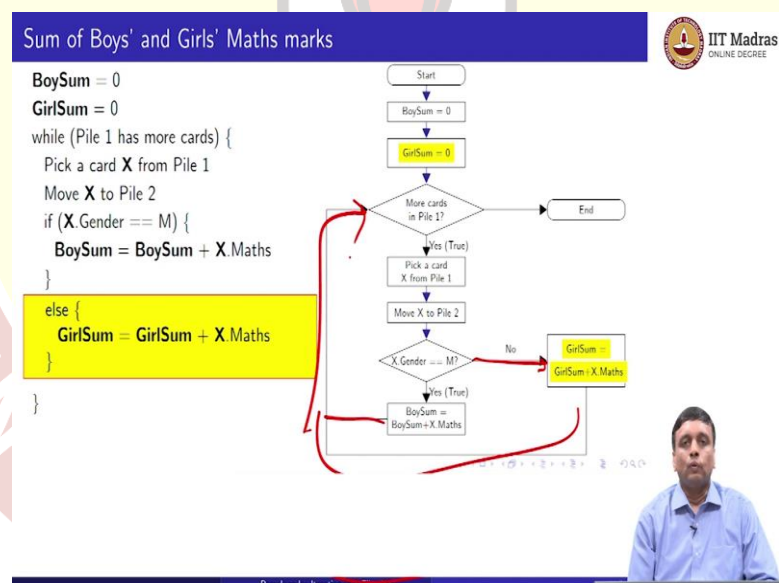 Sum of Boys' and Girls' Maths marks
IIT Madras
ONLINE DEGREE
BoySum = 0
GirlSum = 0
while (Pile 1 has more cards) {
Pick a card X from Pile 1
Move X to Pile 2
if (X.Gender == M) {
BoySum = BoySum + X.Maths
}
else {
GirlSum = GirlSum + X.Maths
}
}
Start
BoySum = 0
GirlSum = 0
More cards
in Pile 1?
End
Yes (True)
Pick a card
X from Pile 1
Move X to Pile 2
X.Gender == M?
No
GirlSum =
GirlSum+X.Maths
Yes (True)
BoySum =
BoySum+X.Maths